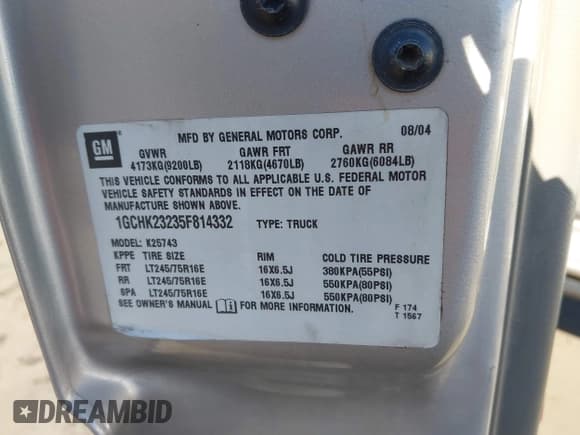 GM
MFD BY GENERAL MOTORS CORP. 08/04
GVWR GAWR FRT GAWR RR
4173KG(9200LB) 2118KG(4670LB) 2760KG(6084LB)
THIS VEHICLE CONFORMS TO ALL APPLICABLE U.S. FEDERAL MOTOR
VEHICLE SAFETY STANDARDS IN EFFECT ON THE DATE OF
MANUFACTURE SHOWN ABOVE.
1GCHK23235F814332 TYPE: TRUCK
MODEL: K25743
KPPE TIRE SIZE RIM COLD TIRE PRESSURE
FRT LT245/75R16E 16X6.5J 380KPA(55PSI)
RR LT245/75R16E 16X6.5J 550KPA(80PSI)
SPA LT245/75R16E 16X6.5J 550KPA(80PSI)
SEE OWNER'S MANUAL FOR MORE INFORMATION. F 174
T 1567
DREAMBID